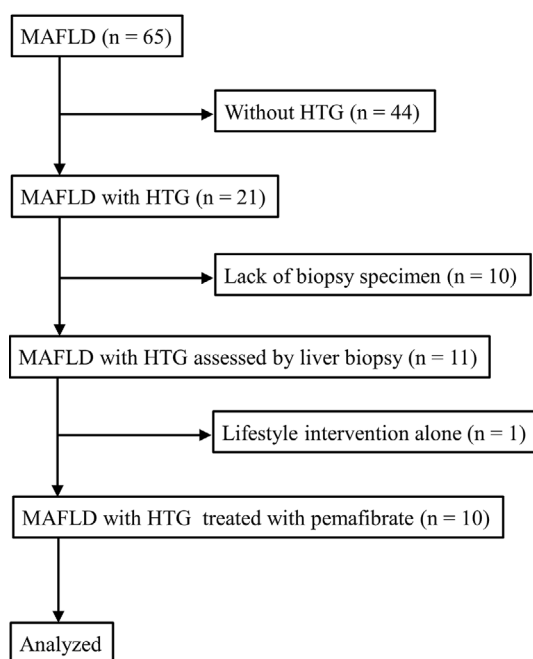 MAFLD (n = 65)
Without HTG (n = 44)
MAFLD with HTG (n = 21)
Lack of biopsy specimen (n = 10)
MAFLD with HTG assessed by liver biopsy (n = 11)
Lifestyle intervention alone (n = 1)
MAFLD with HTG treated with pemafibrate (n = 10)
Analyzed